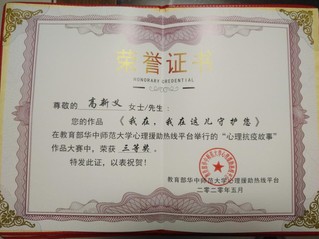 荣誉证书
HONORARY CREDENTIAL
尊敬的 高新义 女士/先生：
您的作品 《我在，我在这儿守护您》
在教育部华中师范大学心理援助热线平台举行的“心理抗疫故事”
作品大赛中，荣获 三等奖。
特发此证，以表祝贺！
教育部华中师范大学心理援助热线平台
二〇二〇年五月